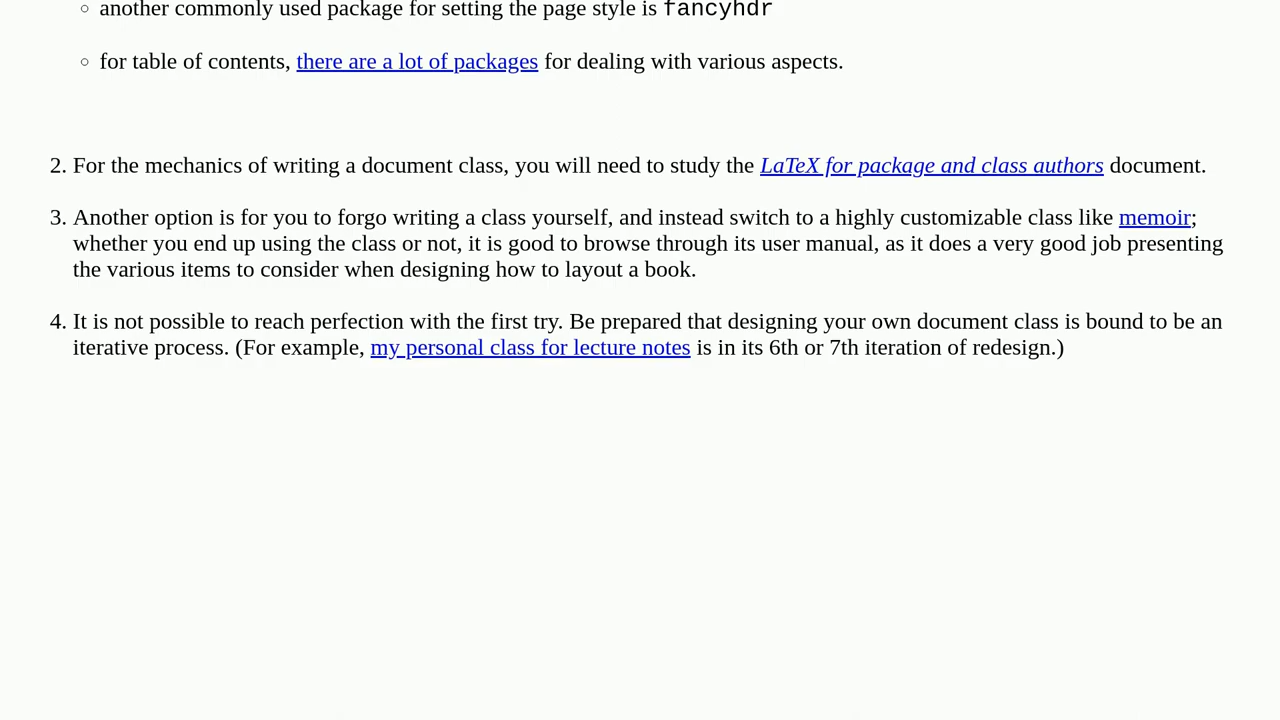 ◦ another commonly used package for setting the page style is fancyhdr
◦ for table of contents, there are a lot of packages for dealing with various aspects.
2. For the mechanics of writing a document class, you will need to study the LaTeX for package and class authors document.
3. Another option is for you to forgo writing a class yourself, and instead switch to a highly customizable class like memoir;
whether you end up using the class or not, it is good to browse through its user manual, as it does a very good job presenting
the various items to consider when designing how to layout a book.
4. It is not possible to reach perfection with the first try. Be prepared that designing your own document class is bound to be an
iterative process. (For example, my personal class for lecture notes is in its 6th or 7th iteration of redesign.)